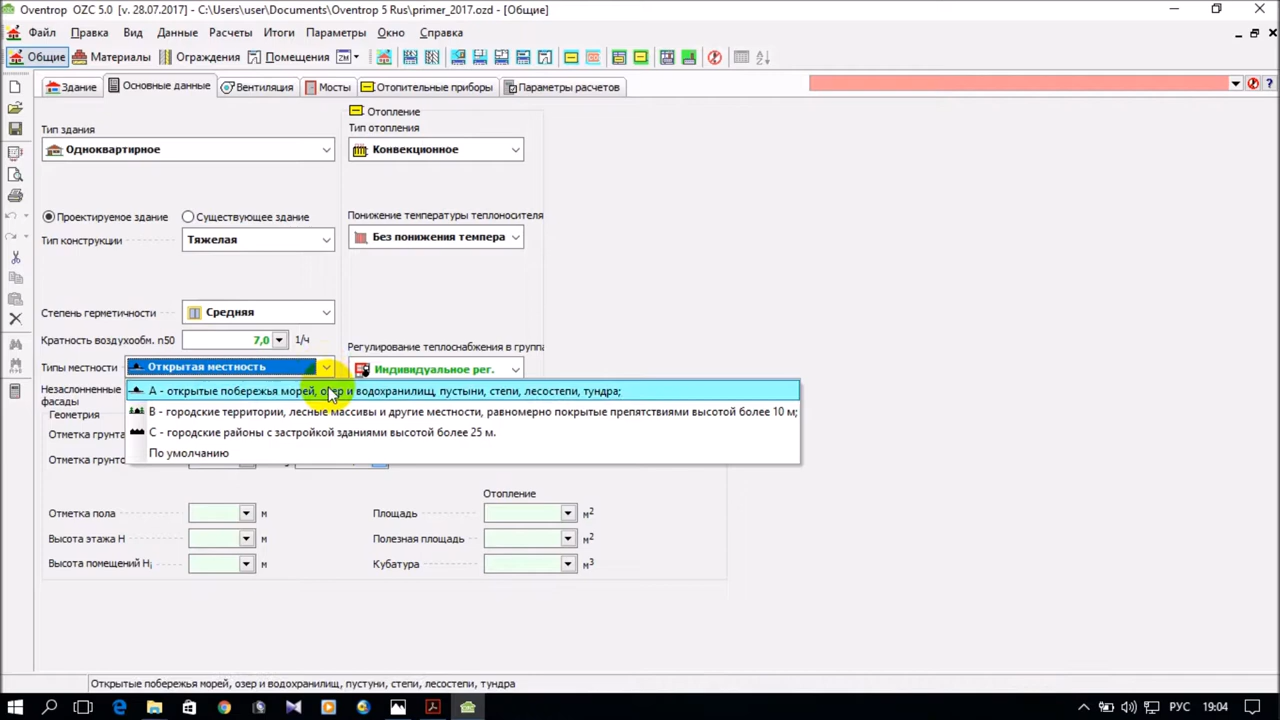 Oventrop OZC 5.0 [v. 28.07.2017] - C:\Users\user\Documents\Oventrop 5 Rus\primer_2017.ozd - [Общие]
Файл Правка Вид Данные Расчеты Итоги Параметры Окно Справка
Общие Материалы Ограждения Помещения
Здание Основные данные Вентиляция Мосты Отопительные приборы Параметры расчетов
Отопление
Тип здания Тип отопления
Одноквартирное Конвекционное
Проектируемое здание Существующее здание Понижение температуры теплоносителя
Тип конструкции Тяжелая Без понижения темпера
Степень герметичности Средняя
Кратность воздухообм. n50 7,0 1/ч
Регулирование теплоснабжения в группа
Типы местности Открытая местность Индивидуальное рег.
Незаслонненные фасады
A - открытые побережья морей, озер и водохранилищ, пустыни, степи, лесостепи, тундра;
B - городские территории, лесные массивы и другие местности, равномерно покрытые препятствиями высотой более 10 м;
C - городские районы с застройкой зданиями высотой более 25 м.
По умолчанию
Геометрия
Отметка грунта
Отметка грунто
Отопление
Отметка пола м Площадь м2
Высота этажа H м Полезная площадь м2
Высота помещений Hi м Кубатура м3
Открытые побережья морей, озер и водохранилищ, пустуни, степи, лесостепи, тундра
РУС 19:04